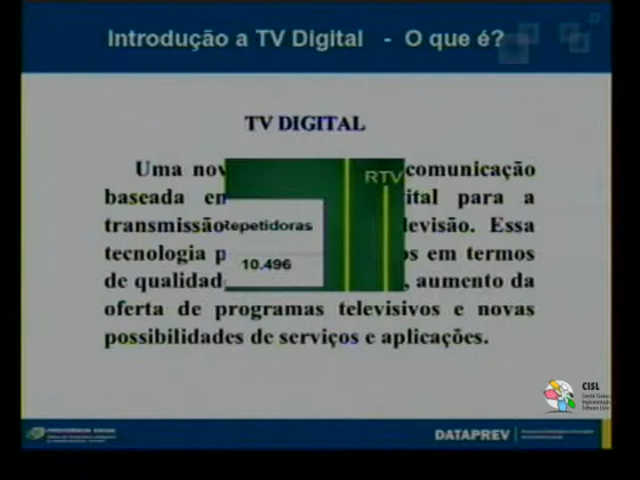 Introdução a TV Digital - O que é?
TV DIGITAL
Uma nov comunicação
baseada en ital para a
transmissão levisão. Essa
tecnologia p s em termos
de qualidad , aumento da
oferta de programas televisivos e novas
possibilidades de serviços e aplicações.
RTV
Repetidoras
10.496
CISL
DATAPREV